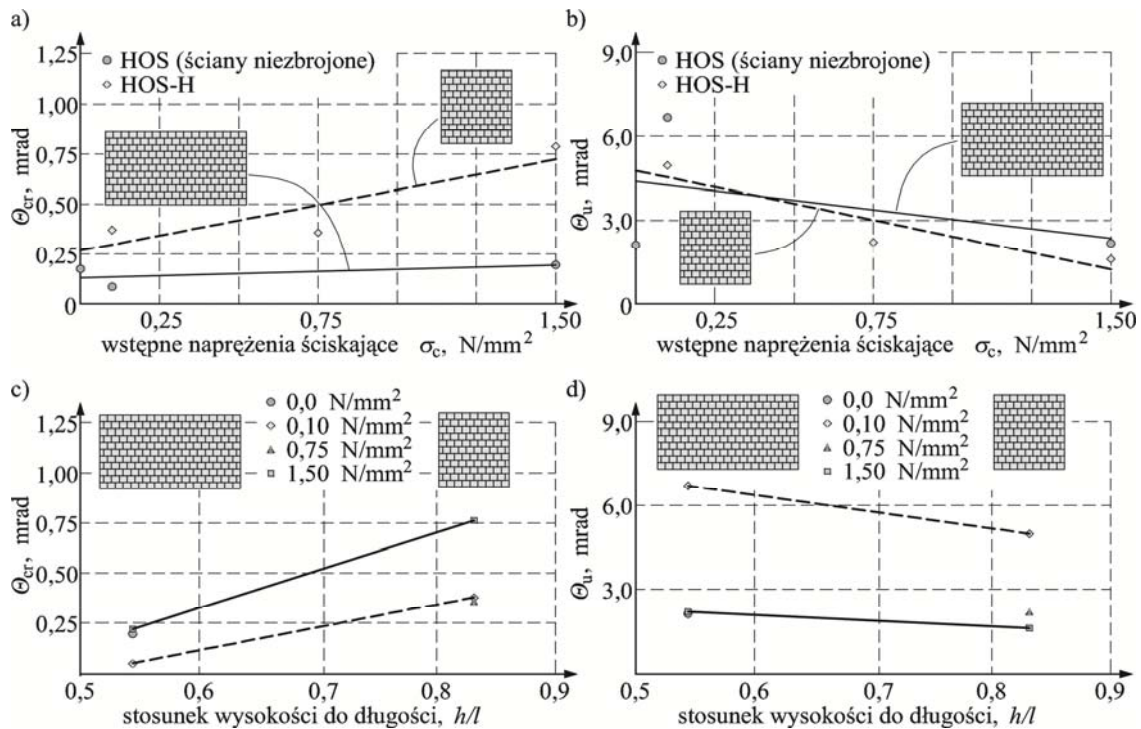 a)
1,25
1,00
0,75
0,50
0,25
0
Θcr, mrad
HOS (ściany niezbrojone)
HOS-H
0,25 0,75 1,50
wstępne naprężenia ściskające σc, N/mm²
b)
9,0
6,0
3,0
0
Θu, mrad
HOS (ściany niezbrojone)
HOS-H
0,25 0,75 1,50
wstępne naprężenia ściskające σc, N/mm²
c)
1,25
1,00
0,75
0,50
0,25
Θcr, mrad
0,0 N/mm²
0,10 N/mm²
0,75 N/mm²
1,50 N/mm²
0,5 0,6 0,7 0,8 0,9
stosunek wysokości do długości, h/l
d)
9,0
6,0
3,0
Θu, mrad
0,0 N/mm²
0,10 N/mm²
0,75 N/mm²
1,50 N/mm²
0,5 0,6 0,7 0,8 0,9
stosunek wysokości do długości, h/l